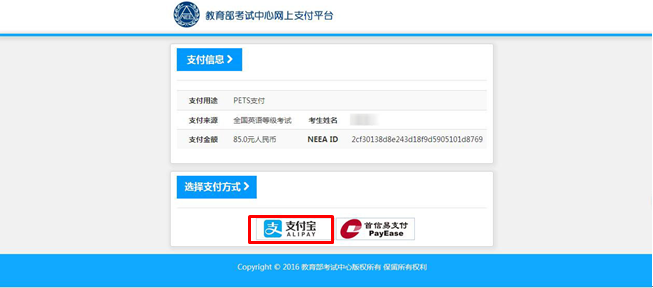 教育部考试中心网上支付平台
支付信息
支付用途 PETS支付
支付来源 全国英语等级考试 考生姓名
支付金额 85.0元人民币 NEEA ID 2cf30138d8e243d18f9d5905101d8769
选择支付方式
支付宝 首信易支付
ALIPAY PayEase
Copyright © 2016 教育部考试中心版权所有 保留所有权利